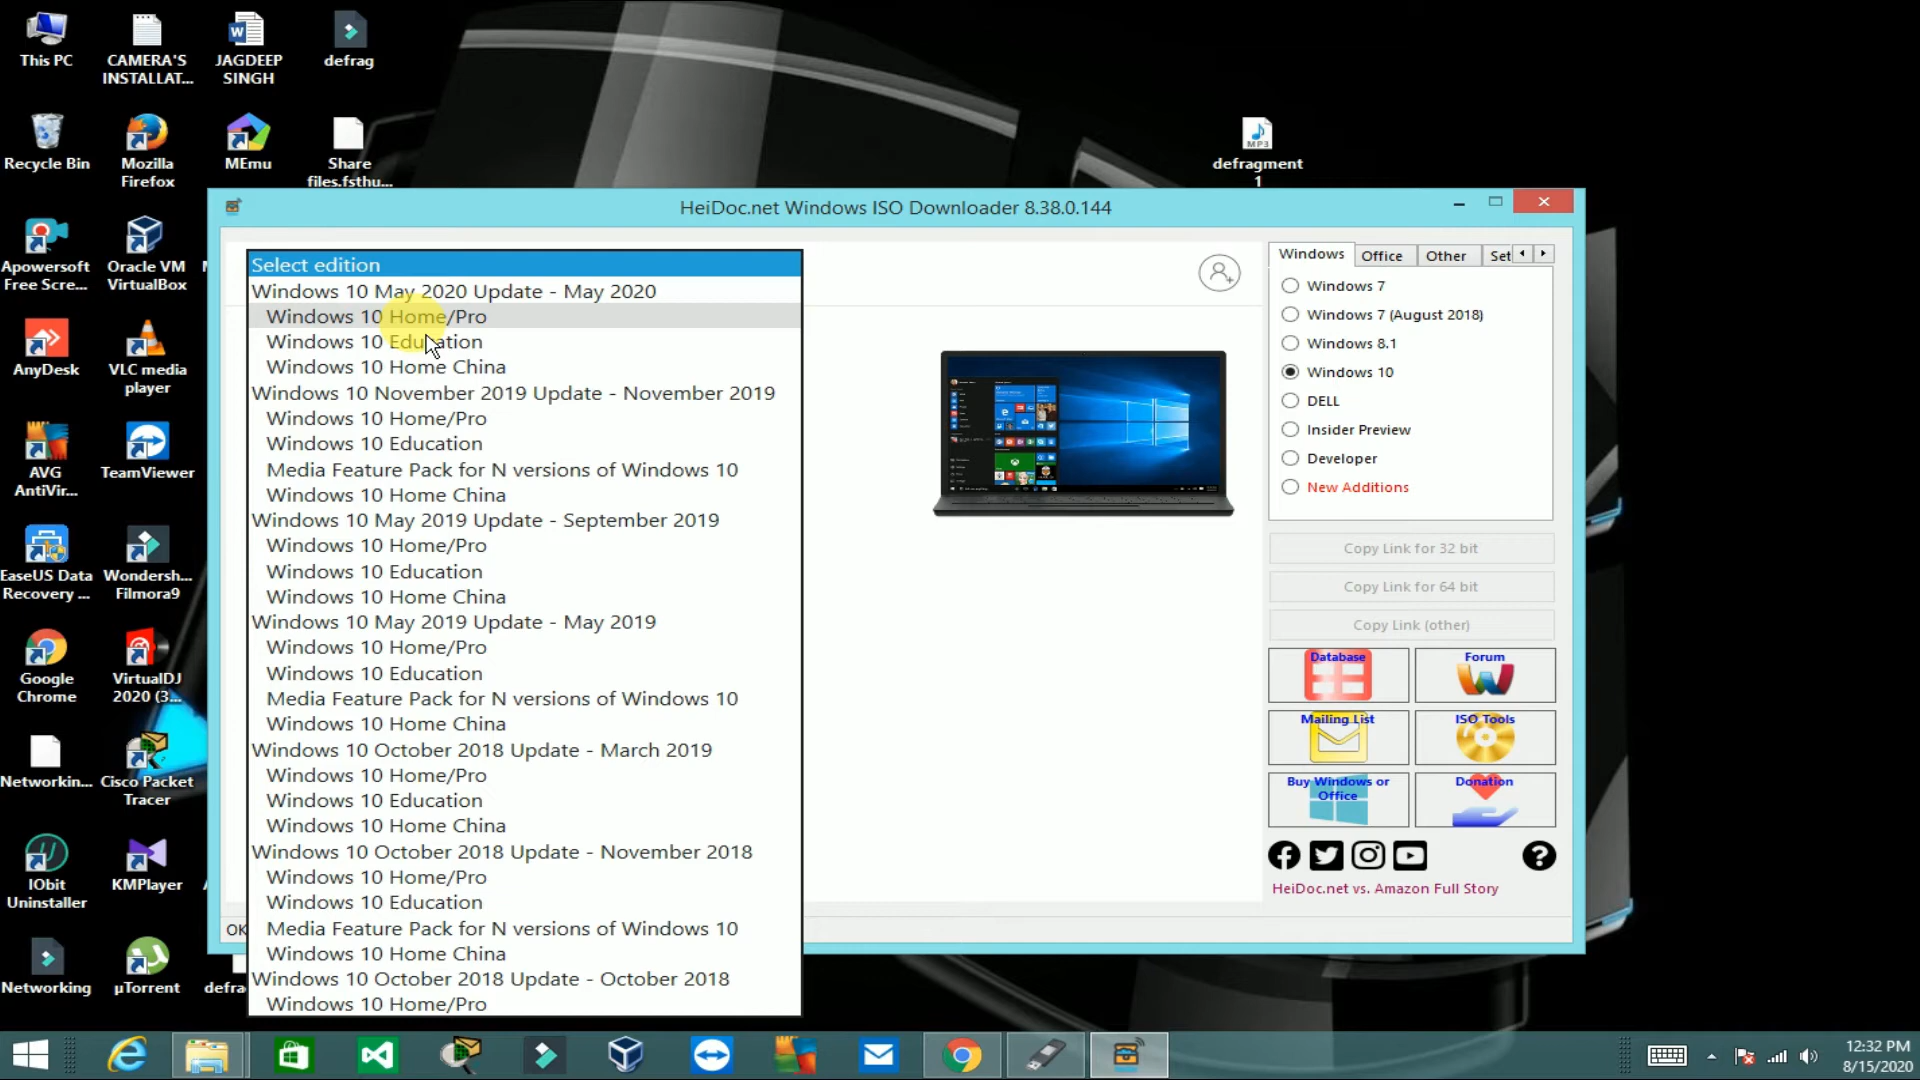 This PC
CAMERA'S
INSTALLAT...
JAGDEEP
SINGH
defrag
Recycle Bin
Mozilla
Firefox
MEmu
Share
files.fsthu...
MP3
defragment
1
Apowersoft
Free Scre...
Oracle VM
VirtualBox
AnyDesk
VLC media
player
AVG
AntiVir...
TeamViewer
EaseUS Data
Recovery ...
Wondersh...
Filmora9
Google
Chrome
VirtualDJ
2020 (3...
Networkin...
Cisco Packet
Tracer
IObit
Uninstaller
KMPlayer
Networking
µTorrent
defra
HeiDoc.net Windows ISO Downloader 8.38.0.144
Select edition
Windows 10 May 2020 Update - May 2020
Windows 10 Home/Pro
Windows 10 Education
Windows 10 Home China
Windows 10 November 2019 Update - November 2019
Windows 10 Home/Pro
Windows 10 Education
Media Feature Pack for N versions of Windows 10
Windows 10 Home China
Windows 10 May 2019 Update - September 2019
Windows 10 Home/Pro
Windows 10 Education
Windows 10 Home China
Windows 10 May 2019 Update - May 2019
Windows 10 Home/Pro
Windows 10 Education
Media Feature Pack for N versions of Windows 10
Windows 10 Home China
Windows 10 October 2018 Update - March 2019
Windows 10 Home/Pro
Windows 10 Education
Windows 10 Home China
Windows 10 October 2018 Update - November 2018
Windows 10 Home/Pro
Windows 10 Education
Media Feature Pack for N versions of Windows 10
Windows 10 Home China
Windows 10 October 2018 Update - October 2018
Windows 10 Home/Pro
OK
Windows Office Other Set
Windows 7
Windows 7 (August 2018)
Windows 8.1
Windows 10
DELL
Insider Preview
Developer
New Additions
Copy Link for 32 bit
Copy Link for 64 bit
Copy Link (other)
Database
Forum
Mailing List
ISO Tools
Buy Windows or
Office
Donation
HeiDoc.net vs. Amazon Full Story
12:32 PM
8/15/2020